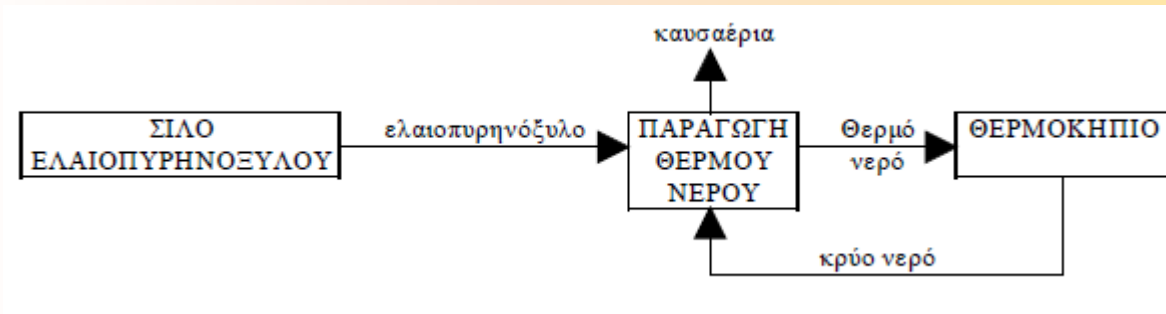 καυσαέρια
ΣΙΛΟ
ΕΛΑΙΟΠΥΡΗΝΟΞΥΛΟΥ
ελαιοπυρηνόξυλο
ΠΑΡΑΓΩΓΗ
ΘΕΡΜΟΥ
ΝΕΡΟΥ
Θερμό
νερό
ΘΕΡΜΟΚΗΠΙΟ
κρύο νερό